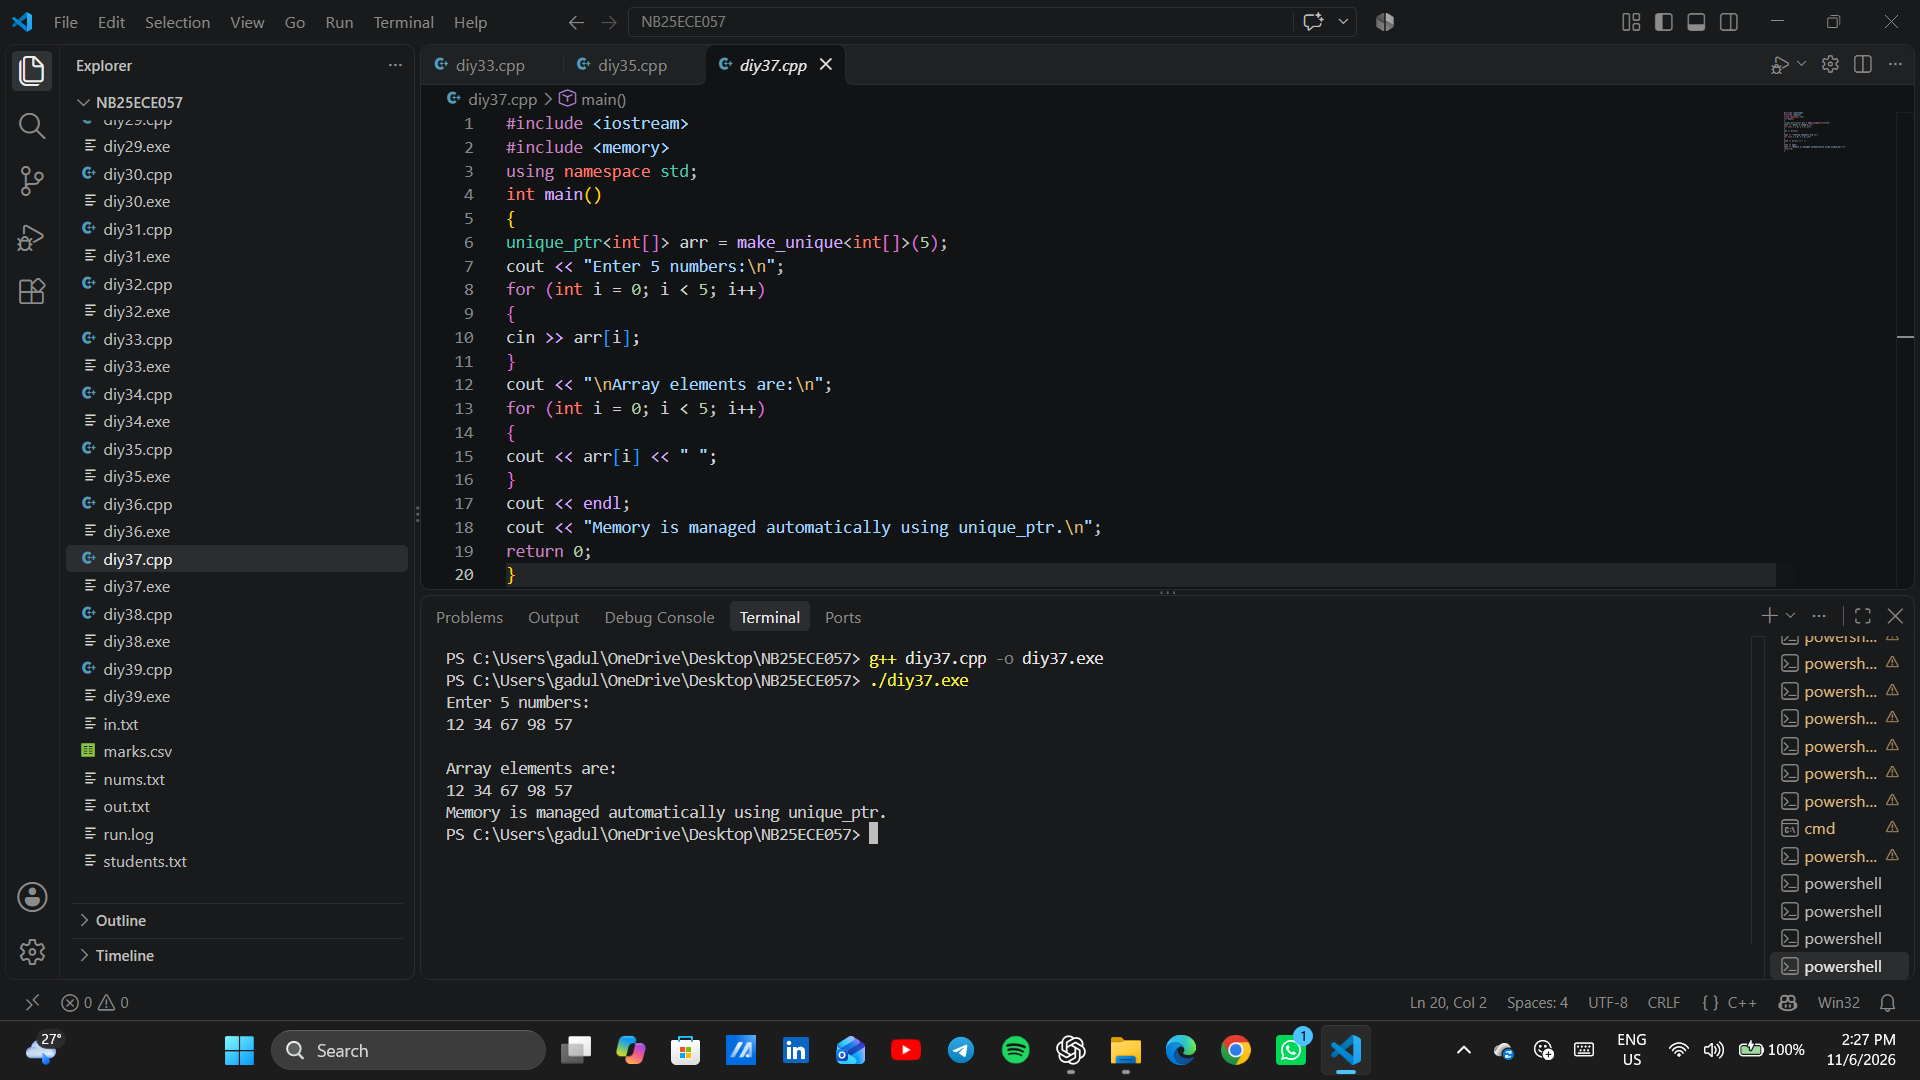 File Edit Selection View Go Run Terminal Help
NB25ECE057
Explorer
NB25ECE057
diy29.cpp
diy29.exe
diy30.cpp
diy30.exe
diy31.cpp
diy31.exe
diy32.cpp
diy32.exe
diy33.cpp
diy33.exe
diy34.cpp
diy34.exe
diy35.cpp
diy35.exe
diy36.cpp
diy36.exe
diy37.cpp
diy37.exe
diy38.cpp
diy38.exe
diy39.cpp
diy39.exe
in.txt
marks.csv
nums.txt
out.txt
run.log
students.txt
Outline
Timeline
diy33.cpp diy35.cpp diy37.cpp
diy37.cpp > main()
1 #include <iostream>
2 #include <memory>
3 using namespace std;
4 int main()
5 {
6 unique_ptr<int[]> arr = make_unique<int[]>(5);
7 cout << "Enter 5 numbers:\n";
8 for (int i = 0; i < 5; i++)
9 {
10 cin >> arr[i];
11 }
12 cout << "\nArray elements are:\n";
13 for (int i = 0; i < 5; i++)
14 {
15 cout << arr[i] << " ";
16 }
17 cout << endl;
18 cout << "Memory is managed automatically using unique_ptr.\n";
19 return 0;
20 }
Problems Output Debug Console Terminal Ports
PS C:\Users\gadul\OneDrive\Desktop\NB25ECE057> g++ diy37.cpp -o diy37.exe
PS C:\Users\gadul\OneDrive\Desktop\NB25ECE057> ./diy37.exe
Enter 5 numbers:
12 34 67 98 57
Array elements are:
12 34 67 98 57
Memory is managed automatically using unique_ptr.
PS C:\Users\gadul\OneDrive\Desktop\NB25ECE057>
powersh...
powersh...
powersh...
powersh...
powersh...
powersh...
powersh...
cmd
powersh...
powershell
powershell
powershell
powershell
0 0
Ln 20, Col 2 Spaces: 4 UTF-8 CRLF { } C++ Win32
27°
Search
1
ENG
US
100%
2:27 PM
11/6/2026